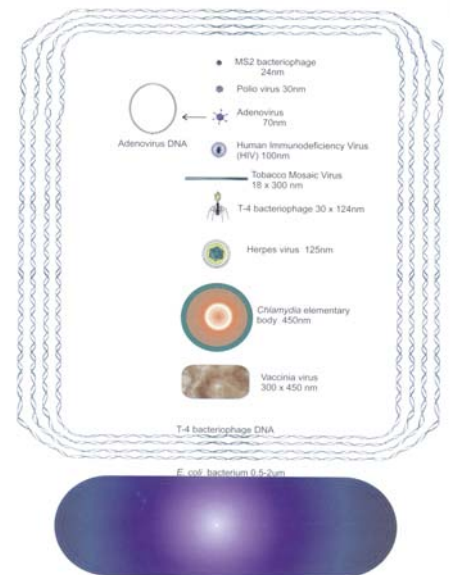 MS2 bacteriophage
24nm
Polio virus 30nm
Adenovirus
70nm
Adenovirus DNA
Human Immunodeficiency Virus
(HIV) 100nm
Tobacco Mosaic Virus
18 x 300 nm
T-4 bacteriophage 30 x 124nm
Herpes virus 125nm
Chlamydia elementary
body 450nm
Vaccinia virus
300 x 450 nm
T-4 bacteriophage DNA
E. coli bacterium 0.5-2um